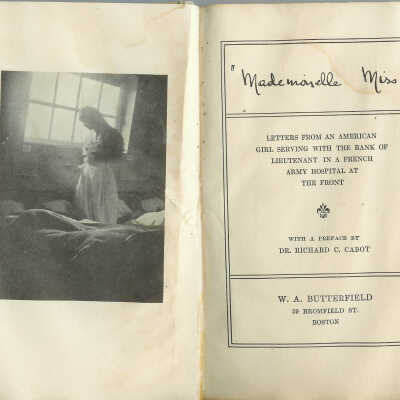 "Mademoiselle Miss
LETTERS FROM AN AMERICAN
GIRL SERVING WITH THE RANK OF
LIEUTENANT IN A FRENCH
ARMY HOSPITAL AT
THE FRONT
WITH A PREFACE BY
DR. RICHARD C. CABOT
W. A. BUTTERFIELD
59 BROMFIELD ST.
BOSTON